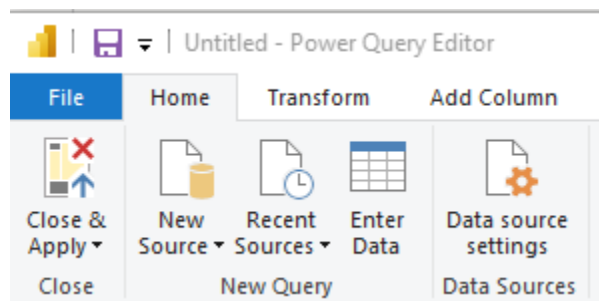 Untitled - Power Query Editor
File Home Transform Add Column
Close & Apply
New Source
Recent Sources
Enter Data
Data source settings
Close
New Query
Data Sources